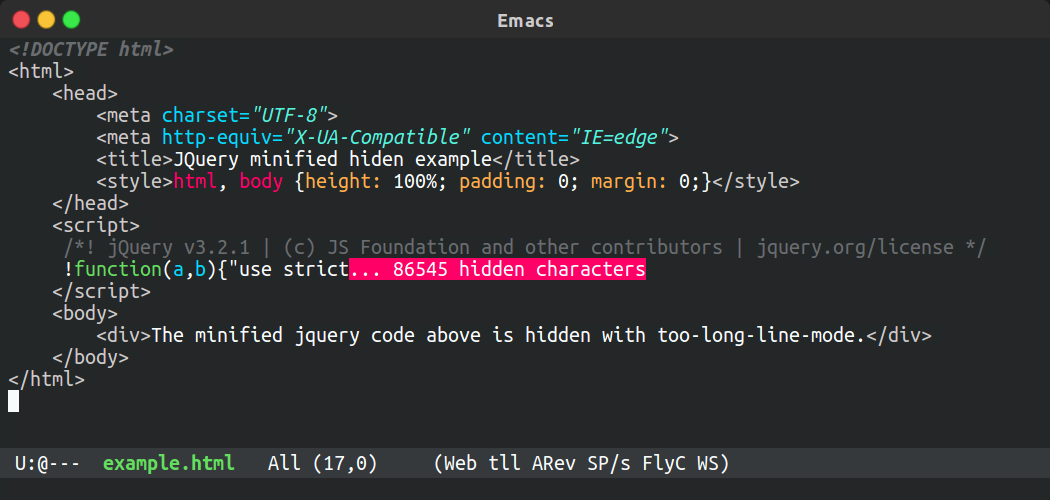 Emacs
<!DOCTYPE html>
<html>
    <head>
        <meta charset="UTF-8">
        <meta http-equiv="X-UA-Compatible" content="IE=edge">
        <title>JQuery minified hiden example</title>
        <style>html, body {height: 100%; padding: 0; margin: 0;}</style>
    </head>
    <script>
     /*! jQuery v3.2.1 | (c) JS Foundation and other contributors | jquery.org/license */
     !function(a,b){"use strict... 86545 hidden characters
    </script>
    <body>
        <div>The minified jquery code above is hidden with too-long-line-mode.</div>
    </body>
</html>
U:@---  example.html   All (17,0)     (Web tll ARev SP/s FlyC WS)